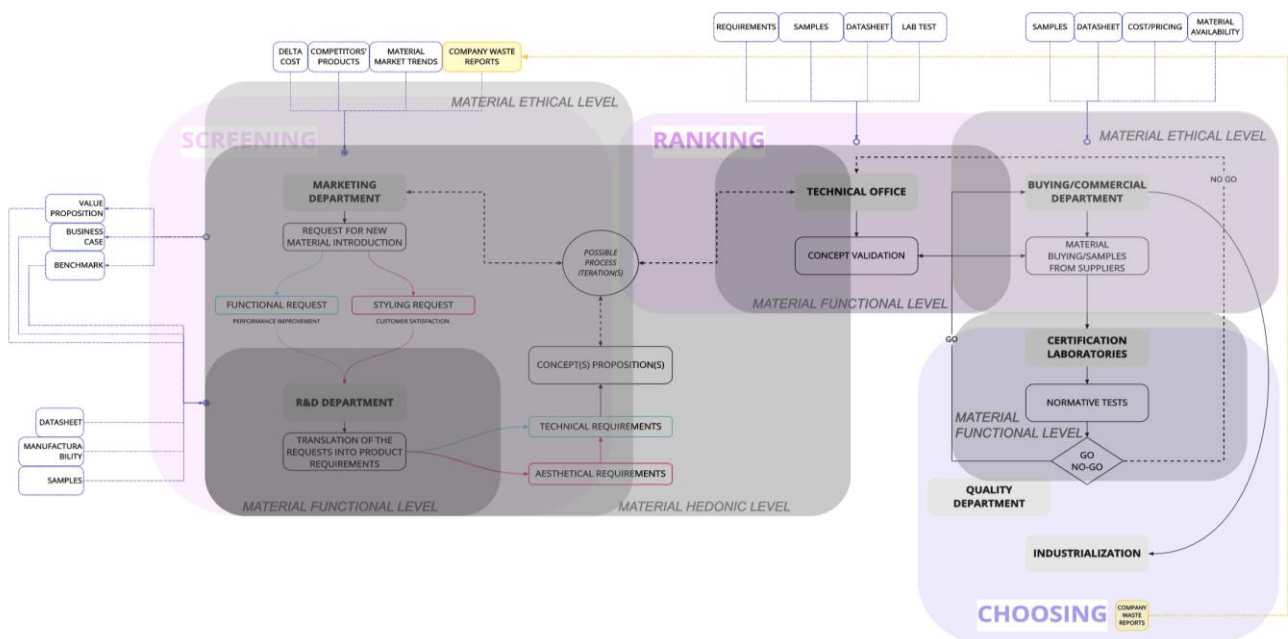 REQUIREMENTS
SAMPLES
DATASHEET
LAB TEST
SAMPLES
DATASHEET
COST/PRICING
MATERIAL
AVAILABILITY
DELTA
COST
COMPETITORS'
PRODUCTS
MATERIAL
MARKET TRENDS
COMPANY WASTE
REPORTS
MATERIAL ETHICAL LEVEL
SCREENING
RANKING
MATERIAL ETHICAL LEVEL
MARKETING
DEPARTMENT
TECHNICAL OFFICE
NO GO
BUYING/COMMERCIAL
DEPARTMENT
VALUE
PROPOSITION
BUSINESS
CASE
BENCHMARK
REQUEST FOR NEW
MATERIAL INTRODUCTION
POSSIBLE
PROCESS
ITERATION(S)
CONCEPT VALIDATION
MATERIAL
BUYING/SAMPLES
FROM SUPPLIERS
FUNCTIONAL REQUEST
PERFORMANCE IMPROVEMENT
STYLING REQUEST
CUSTOMER SATISFACTION
MATERIAL FUNCTIONAL LEVEL
GO
CERTIFICATION
LABORATORIES
CONCEPT(S) PROPOSITION(S)
R&D DEPARTMENT
NORMATIVE TESTS
DATASHEET
MANUFACTURA
BILITY
SAMPLES
TRANSLATION OF THE
REQUESTS INTO PRODUCT
REQUIREMENTS
TECHNICAL REQUIREMENTS
AESTHETICAL REQUIREMENTS
MATERIAL
FUNCTIONAL LEVEL
GO
NO-GO
MATERIAL FUNCTIONAL LEVEL
MATERIAL HEDONIC LEVEL
QUALITY
DEPARTMENT
INDUSTRIALIZATION
CHOOSING
COMPANY
WASTE
REPORTS